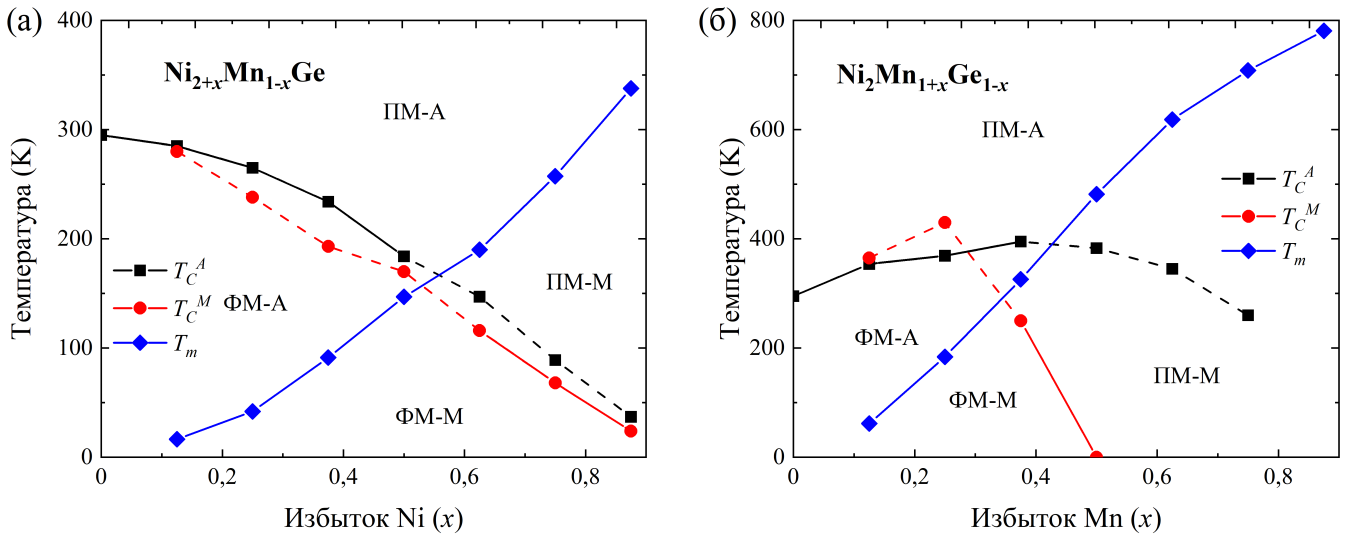 (а)
400
300
200
100
0
Температура (K)
Ni2+xMn1-xGe
ПМ-А
ПМ-М
ФМ-А
ФМ-М
TCA
TCM
Tm
0
0,2
0,4
0,6
0,8
Избыток Ni (x)
(б)
800
600
400
200
0
Температура (K)
Ni2Mn1+xGe1-x
ПМ-А
TCA
TCM
Tm
ФМ-А
ПМ-М
ФМ-М
0
0,2
0,4
0,6
0,8
Избыток Mn (x)